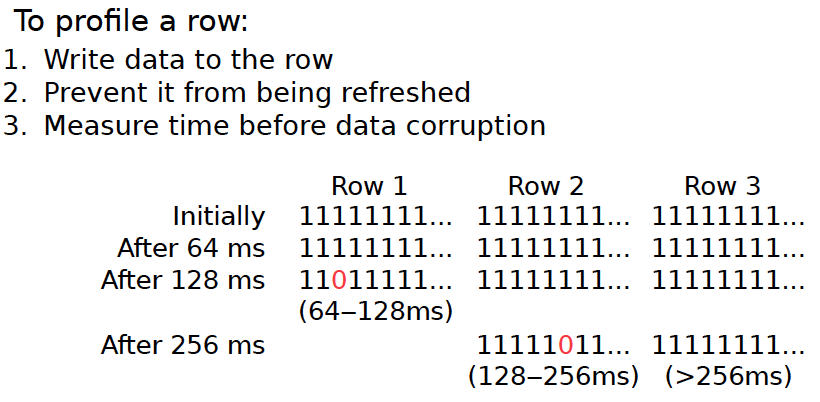 To profile a row:
1. Write data to the row
2. Prevent it from being refreshed
3. Measure time before data corruption
Row 1 Row 2 Row 3
Initially 11111111... 11111111... 11111111...
After 64 ms 11111111... 11111111... 11111111...
After 128 ms 11011111... 11111111... 11111111...
(64–128ms)
After 256 ms 11111011... 11111111...
(128–256ms) (>256ms)